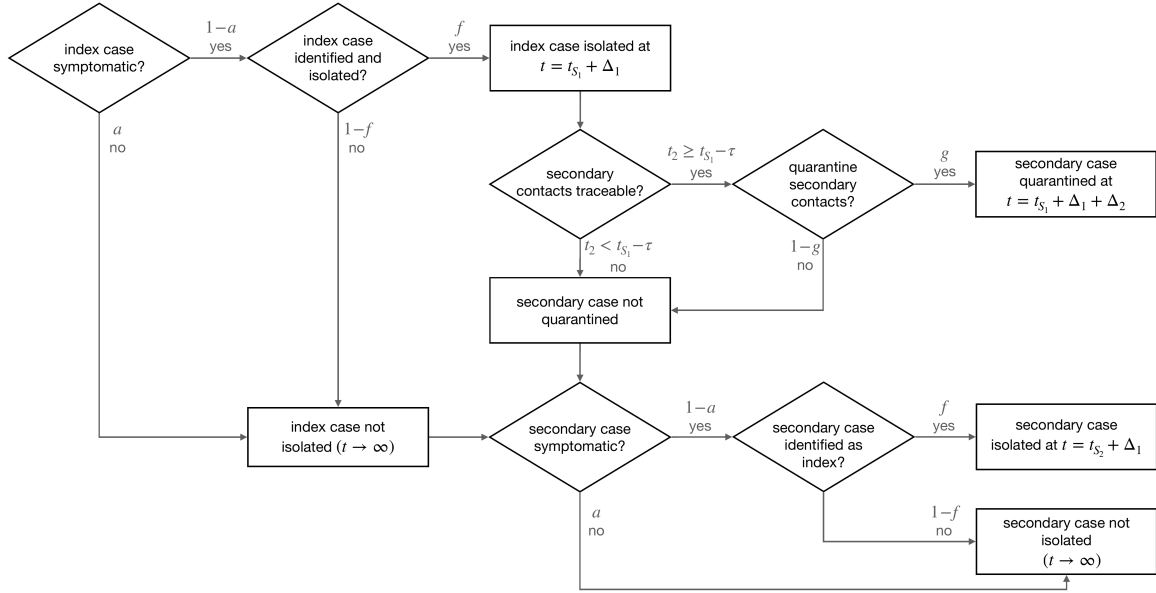 index case
symptomatic?
1−a
yes
index case
identified and
isolated?
f
yes
index case isolated at
t = t_{S_1} + Δ_1
a
no
1−f
no
secondary
contacts traceable?
t_2 ≥ t_{S_1}−τ
yes
quarantine
secondary
contacts?
g
yes
secondary case
quarantined at
t = t_{S_1} + Δ_1 + Δ_2
t_2 < t_{S_1}−τ
no
1−g
no
secondary case not
quarantined
index case not
isolated (t → ∞)
secondary case
symptomatic?
1−a
yes
secondary case
identified as
index?
f
yes
secondary case
isolated at t = t_{S_2} + Δ_1
a
no
1−f
no
secondary case not
isolated
(t → ∞)